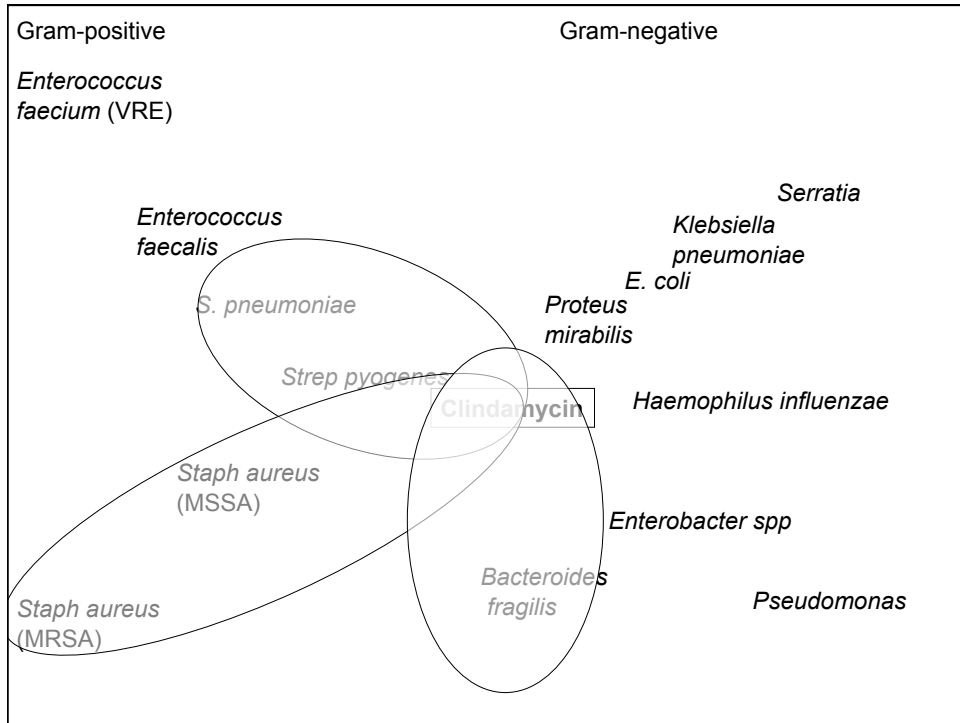 Gram-positive
Gram-negative
Enterococcus
faecium (VRE)
Serratia
Enterococcus
faecalis
Klebsiella
pneumoniae
E. coli
S. pneumoniae
Proteus
mirabilis
Strep pyogenes
Clindamycin
Haemophilus influenzae
Staph aureus
(MSSA)
Enterobacter spp
Bacteroides
fragilis
Pseudomonas
Staph aureus
(MRSA)